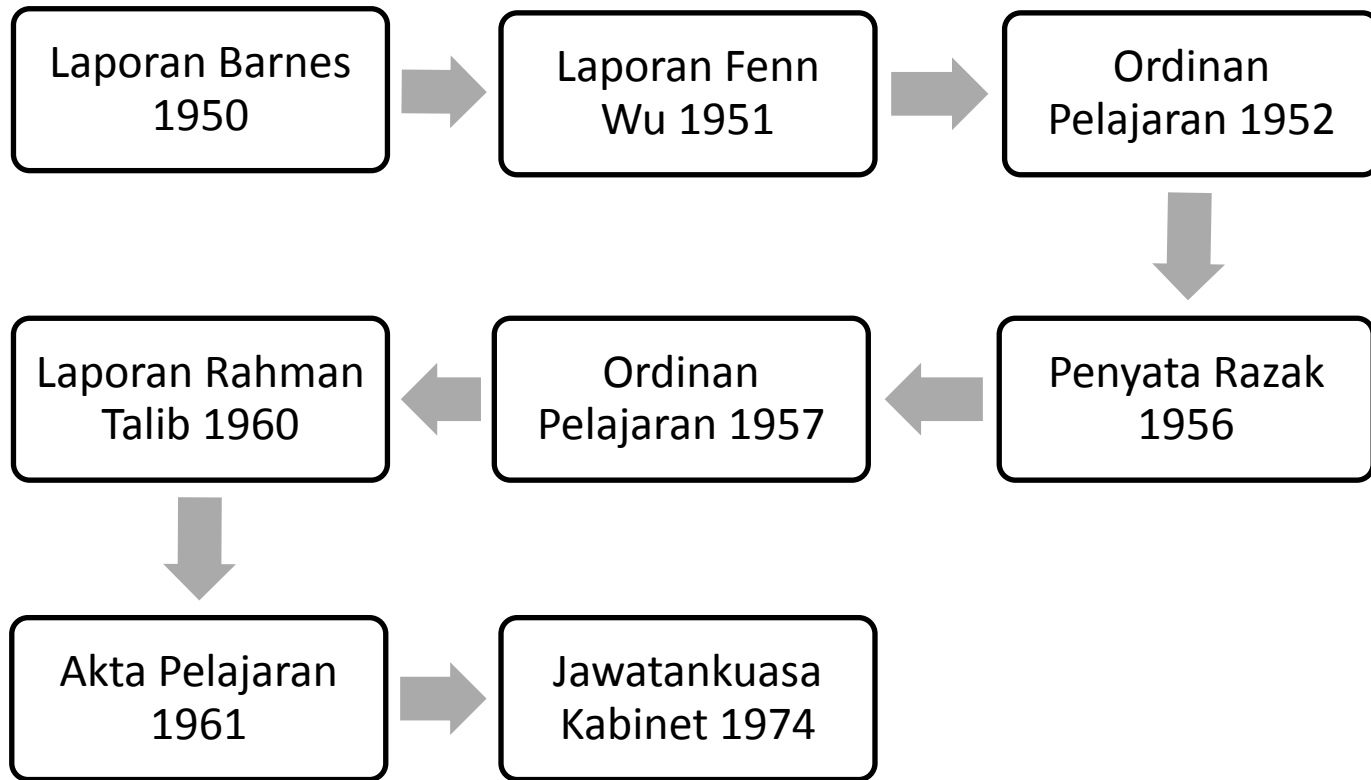 Laporan Barnes
1950
Laporan Fenn
Wu 1951
Ordinan
Pelajaran 1952
Penyata Razak
1956
Ordinan
Pelajaran 1957
Laporan Rahman
Talib 1960
Akta Pelajaran
1961
Jawatankuasa
Kabinet 1974